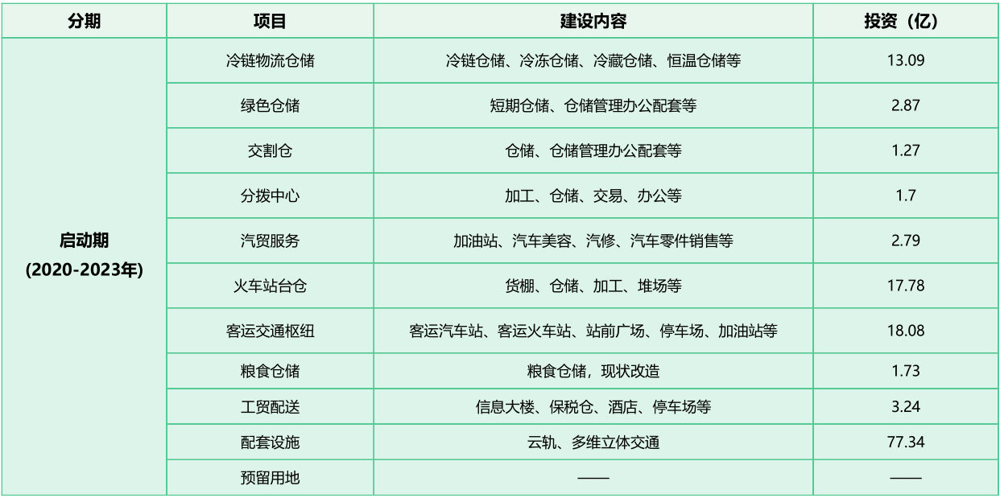 分期 项目 建设内容 投资（亿）
冷链物流仓储 冷链仓储、冷冻仓储、冷藏仓储、恒温仓储等 13.09
绿色仓储 短期仓储、仓储管理办公配套等 2.87
交割仓 仓储、仓储管理办公配套等 1.27
分拨中心 加工、仓储、交易、办公等 1.7
启动期
(2020-2023年)
汽贸服务 加油站、汽车美容、汽修、汽车零件销售等 2.79
火车站台仓 货棚、仓储、加工、堆场等 17.78
客运交通枢纽 客运汽车站、客运火车站、站前广场、停车场、加油站等 18.08
粮食仓储 粮食仓储，现状改造 1.73
工贸配送 信息大楼、保税仓、酒店、停车场等 3.24
配套设施 云轨、多维立体交通 77.34
预留用地 —— ——